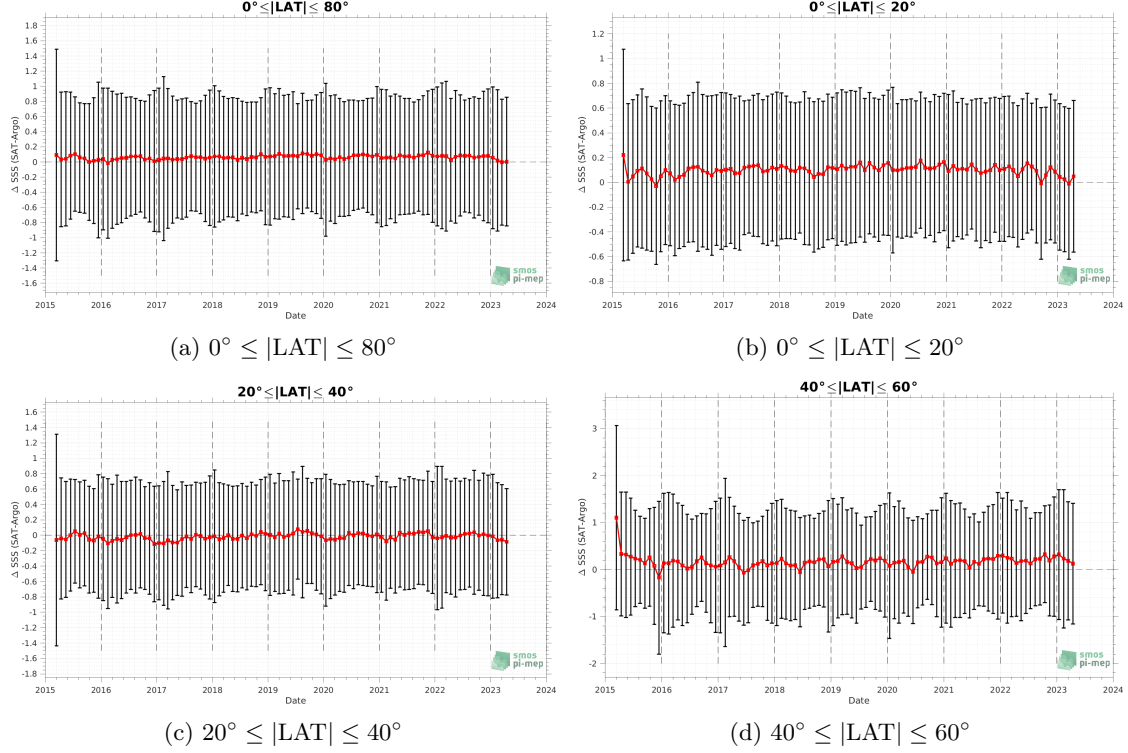 0°≤|LAT|≤ 80°
1.8
1.6
1.4
1.2
1
0.8
0.6
0.4
0.2
0
-0.2
-0.4
-0.6
-0.8
-1
-1.2
-1.4
-1.6
Δ SSS (SAT-Argo)
smos
pi-mep
2015 2016 2017 2018 2019 2020 2021 2022 2023 2024
Date
(a) 0° ≤ |LAT| ≤ 80°
0°≤|LAT|≤ 20°
1.2
1
0.8
0.6
0.4
0.2
0
-0.2
-0.4
-0.6
-0.8
Δ SSS (SAT-Argo)
smos
pi-mep
2015 2016 2017 2018 2019 2020 2021 2022 2023 2024
Date
(b) 0° ≤ |LAT| ≤ 20°
20°≤|LAT|≤ 40°
1.6
1.4
1.2
1
0.8
0.6
0.4
0.2
0
-0.2
-0.4
-0.6
-0.8
-1
-1.2
-1.4
-1.6
-1.8
Δ SSS (SAT-Argo)
smos
pi-mep
2015 2016 2017 2018 2019 2020 2021 2022 2023 2024
Date
(c) 20° ≤ |LAT| ≤ 40°
40°≤|LAT|≤ 60°
3
2
1
0
-1
-2
Δ SSS (SAT-Argo)
smos
pi-mep
2015 2016 2017 2018 2019 2020 2021 2022 2023 2024
Date
(d) 40° ≤ |LAT| ≤ 60°